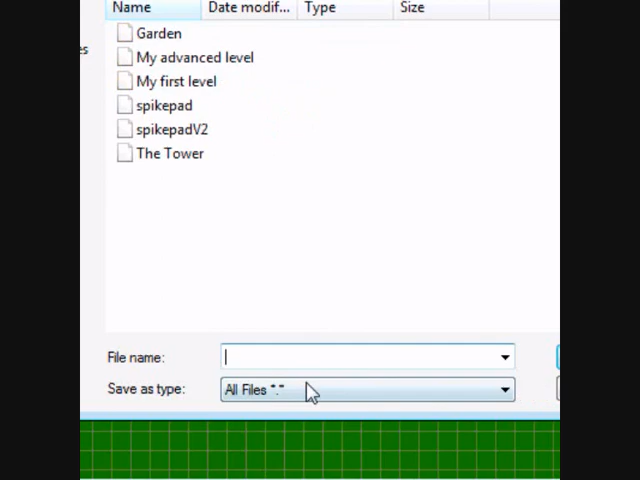 Name Date modif... Type Size
es
Garden
My advanced level
My first level
spikepad
spikepadV2
The Tower
File name:
Save as type: All Files *.*